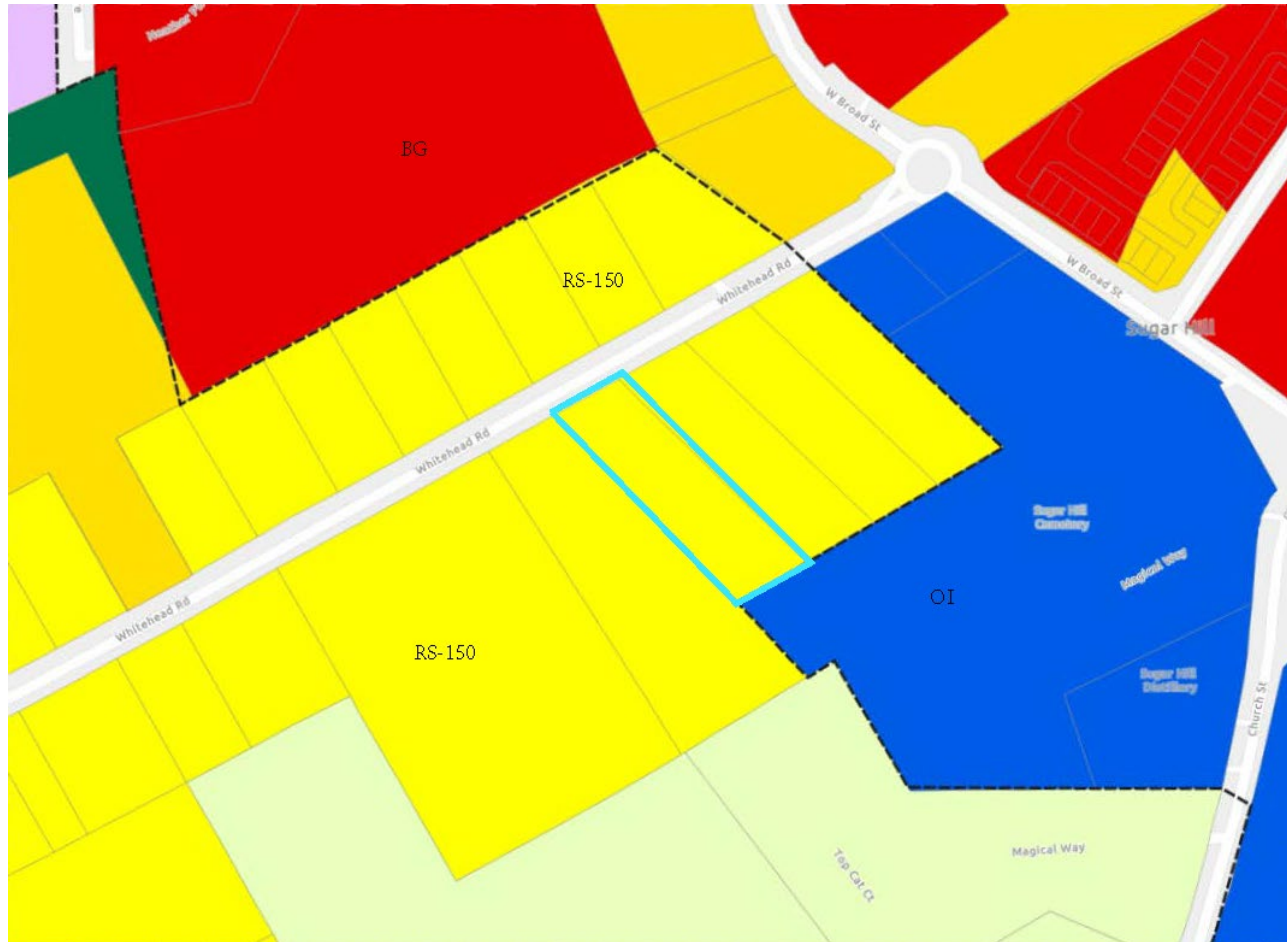 W Broad St
BG
RS-150
Whitehead Rd
W Broad St
Sugar Hill
Whitehead Rd
Sugar Hill
Cemetery
Magical Way
OI
Whitehead Rd
RS-150
Sugar Hill
Distillery
Church St
Magical Way
Top Cat Ct